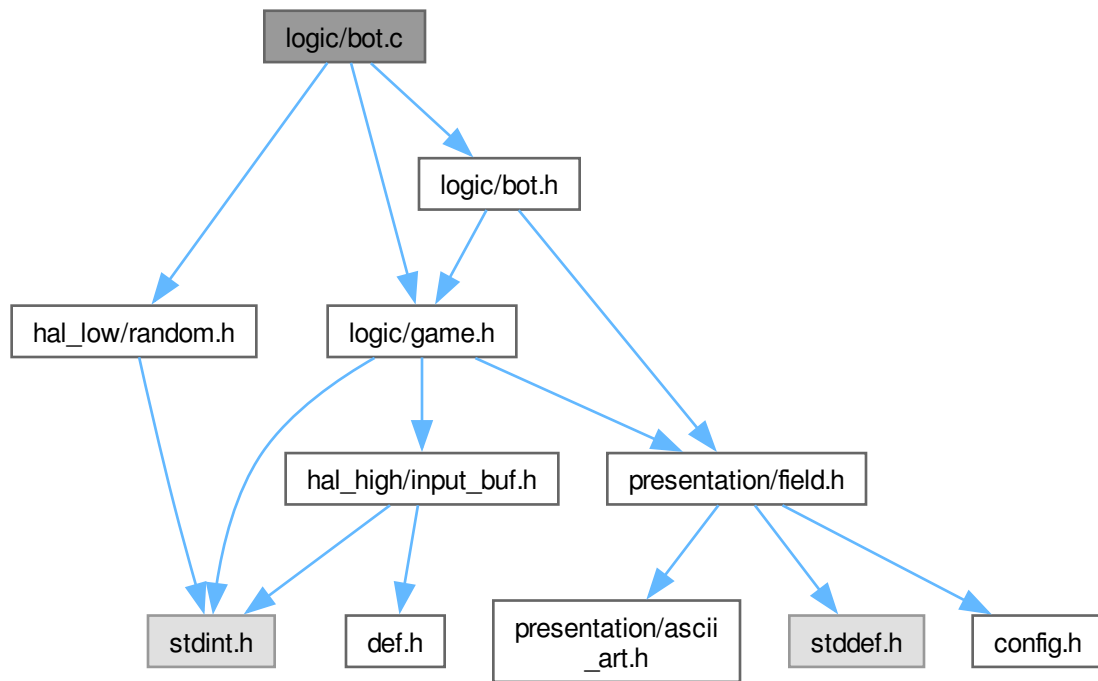 logic/bot.c
logic/bot.h
hal_low/random.h
logic/game.h
hal_high/input_buf.h
presentation/field.h
stdint.h
def.h
presentation/ascii
_art.h
stddef.h
config.h